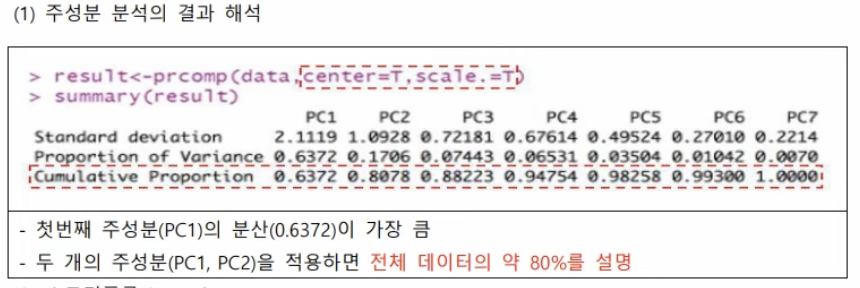 (1) 주성분 분석의 결과 해석
> result<-prcomp(data,center=T,scale.=T)
> summary(result)
PC1 PC2 PC3 PC4 PC5 PC6 PC7
Standard deviation 2.1119 1.0928 0.72181 0.67614 0.49524 0.27010 0.2214
Proportion of Variance 0.6372 0.1706 0.07443 0.06531 0.03504 0.01042 0.0070
Cumulative Proportion 0.6372 0.8078 0.88223 0.94754 0.98258 0.99300 1.0000
- 첫번째 주성분(PC1)의 분산(0.6372)이 가장 큼
- 두 개의 주성분(PC1, PC2)을 적용하면 전체 데이터의 약 80%를 설명